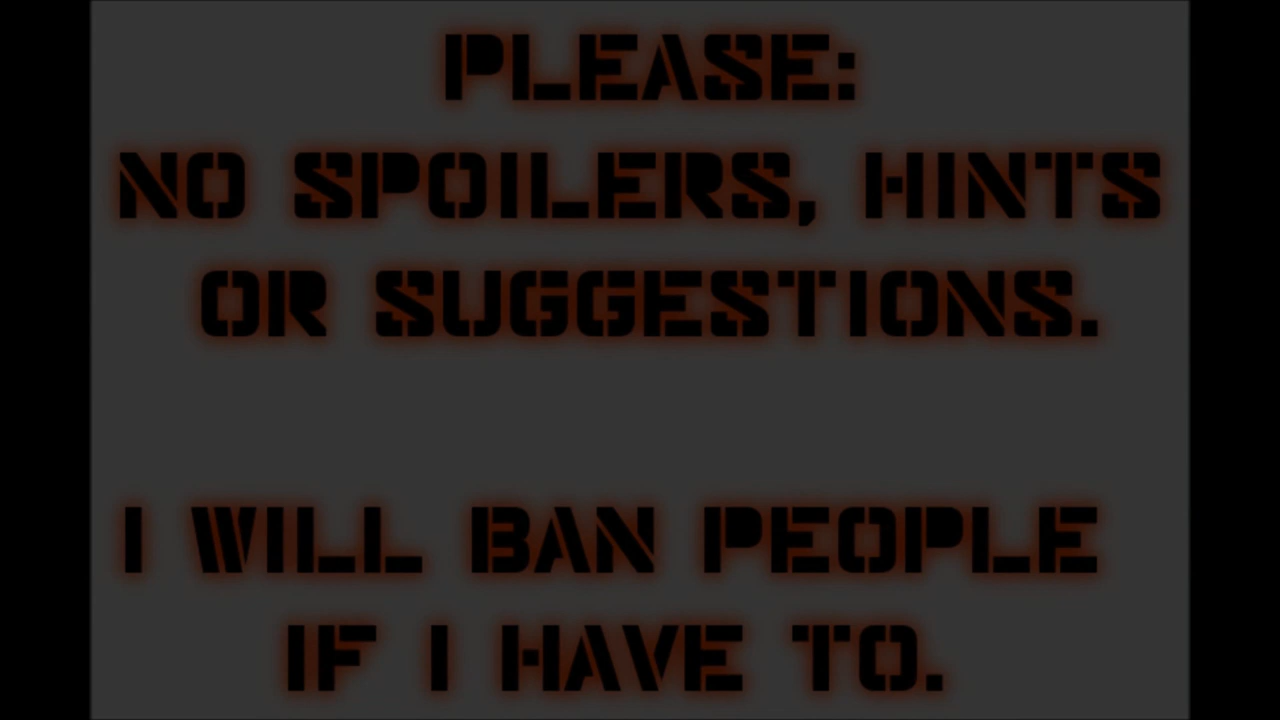 PLEASE:
NO SPOILERS, HINTS
OR SUGGESTIONS.
I WILL BAN PEOPLE
IF I HAVE TO.